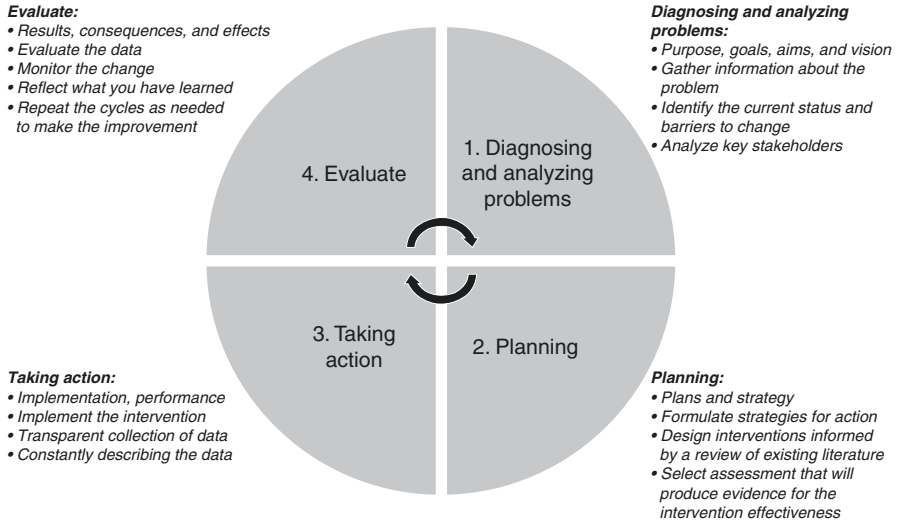 Evaluate:
• Results, consequences, and effects
• Evaluate the data
• Monitor the change
• Reflect what you have learned
• Repeat the cycles as needed
to make the improvement
Diagnosing and analyzing
problems:
• Purpose, goals, aims, and vision
• Gather information about the
problem
• Identify the current status and
barriers to change
• Analyze key stakeholders
4. Evaluate
1. Diagnosing
and analyzing
problems
3. Taking
action
2. Planning
Taking action:
• Implementation, performance
• Implement the intervention
• Transparent collection of data
• Constantly describing the data
Planning:
• Plans and strategy
• Formulate strategies for action
• Design interventions informed
by a review of existing literature
• Select assessment that will
produce evidence for the
intervention effectiveness